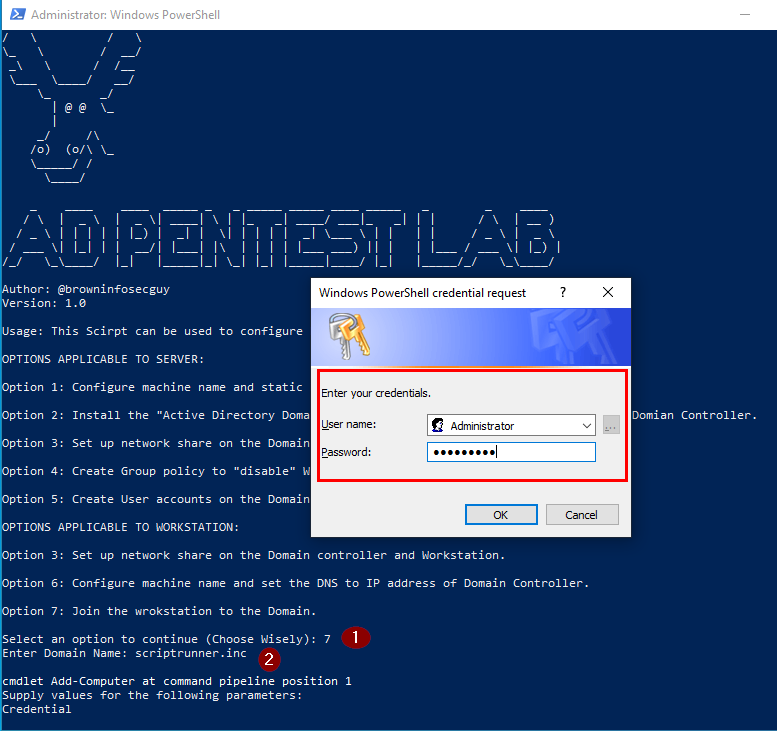 Administrator: Windows PowerShell
AD PENTEST LAB
Author: @browninfosecguy
Version: 1.0
Usage: This Scirpt can be used to configure
OPTIONS APPLICABLE TO SERVER:
Option 1: Configure machine name and static
Option 2: Install the "Active Directory Doma
Domian Controller.
Option 3: Set up network share on the Domain
Option 4: Create Group policy to "disable" W
Option 5: Create User accounts on the Domain
OPTIONS APPLICABLE TO WORKSTATION:
Option 3: Set up network share on the Domain controller and Workstation.
Option 6: Configure machine name and set the DNS to IP address of Domain Controller.
Option 7: Join the wrokstation to the Domain.
Select an option to continue (Choose Wisely): 7
1
Enter Domain Name: scriptrunner.inc
2
cmdlet Add-Computer at command pipeline position 1
Supply values for the following parameters:
Credential
Windows PowerShell credential request
?
Enter your credentials.
User name:
Administrator
...
Password:
•••••••••
OK
Cancel